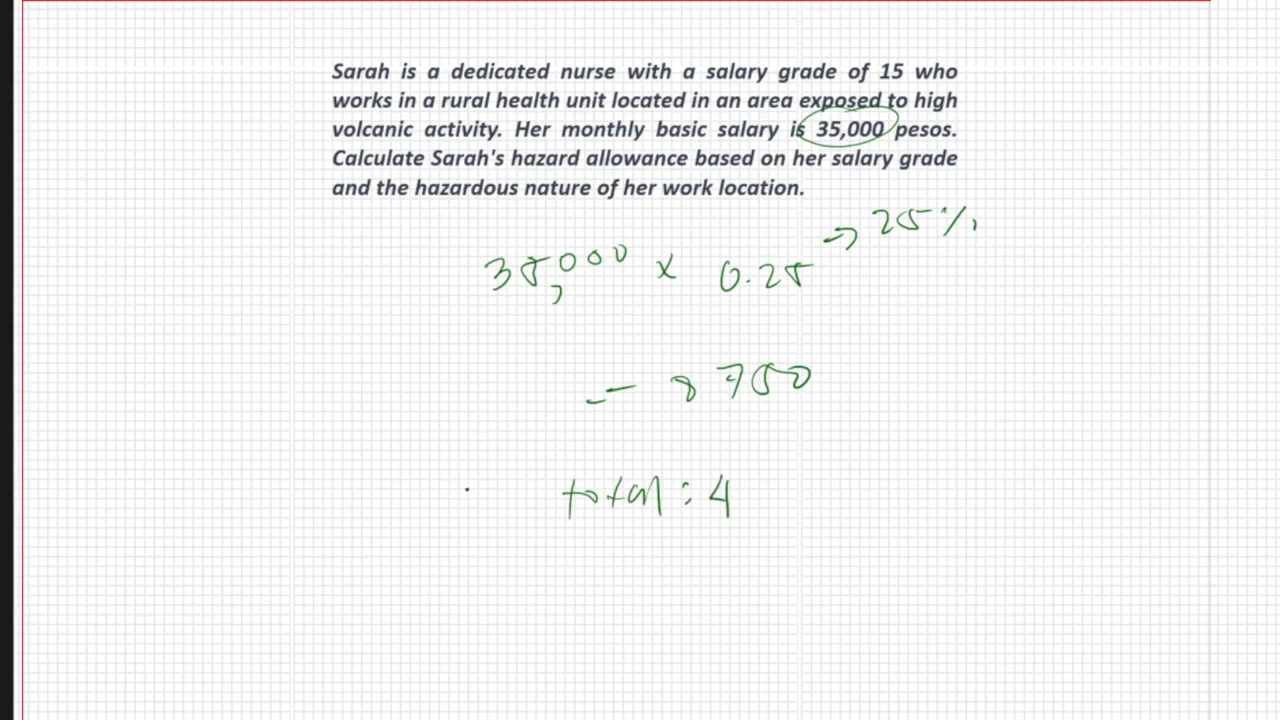 Sarah is a dedicated nurse with a salary grade of 15 who
works in a rural health unit located in an area exposed to high
volcanic activity. Her monthly basic salary is 35,000 pesos.
Calculate Sarah's hazard allowance based on her salary grade
and the hazardous nature of her work location.
→ 25%
35,000 x 0.25
= 8750
total: 4